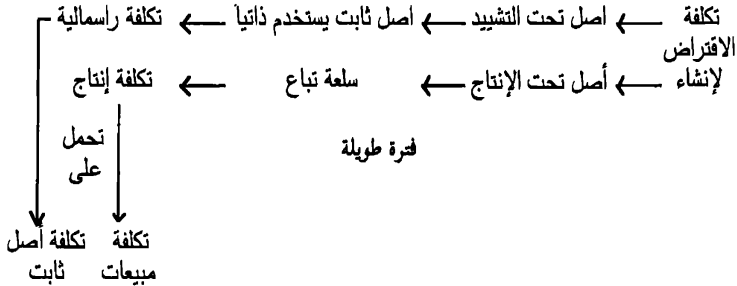 تكلفة ← اصل تحت التشييد ← اصل ثابت يستخدم ذاتياً ← تكلفة راسمالية
الاقتراض
لإنشاء ← أصل تحت الإنتاج ← سلعة تباع ← تكلفة إنتاج
تحمل
على
فترة طويلة
تكلفة تكلفة أصل
مبيعات ثابت